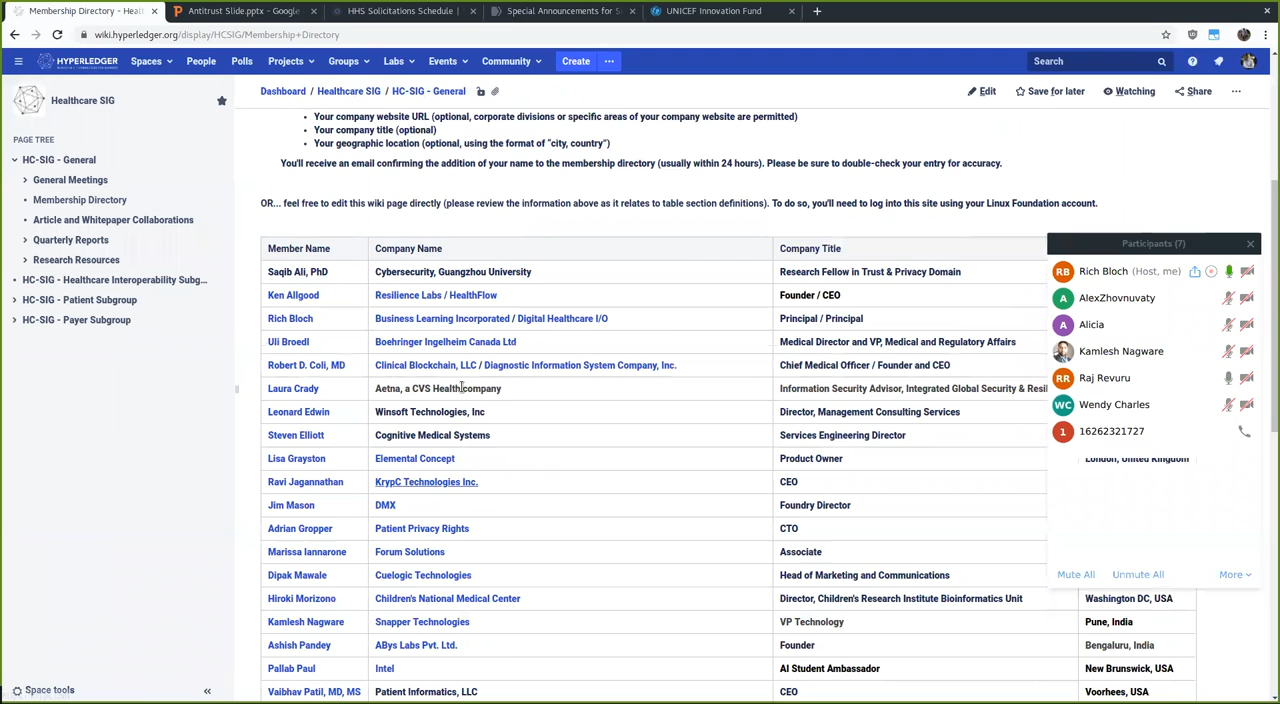 Membership Directory - Heal
Antitrust Slide.pptx - Google
HHS Solicitations Schedule |
Special Announcements for S
UNICEF Innovation Fund
wiki.hyperledger.org/display/HCSIG/Membership+Directory
HYPERLEDGER
Spaces
People
Polls
Projects
Groups
Labs
Events
Community
Create
Search
Healthcare SIG
PAGE TREE
HC-SIG - General
General Meetings
Membership Directory
Article and Whitepaper Collaborations
Quarterly Reports
Research Resources
HC-SIG - Healthcare Interoperability Subg...
HC-SIG - Patient Subgroup
HC-SIG - Payer Subgroup
Space tools
Dashboard / Healthcare SIG / HC-SIG - General
Edit
Save for later
Watching
Share
• Your company website URL (optional, corporate divisions or specific areas of your company website are permitted)
• Your company title (optional)
• Your geographic location (optional, using the format of "city, country")
You'll receive an email confirming the addition of your name to the membership directory (usually within 24 hours). Please be sure to double-check your entry for accuracy.
OR... feel free to edit this wiki page directly (please review the information above as it relates to table section definitions). To do so, you'll need to log into this site using your Linux Foundation account.
Member Name Company Name Company Title
Saqib Ali, PhD Cybersecurity, Guangzhou University Research Fellow in Trust & Privacy Domain
Ken Allgood Resilience Labs / HealthFlow Founder / CEO
Rich Bloch Business Learning Incorporated / Digital Healthcare I/O Principal / Principal
Uli Broedl Boehringer Ingelheim Canada Ltd Medical Director and VP, Medical and Regulatory Affairs
Robert D. Coli, MD Clinical Blockchain, LLC / Diagnostic Information System Company, Inc. Chief Medical Officer / Founder and CEO
Laura Crady Aetna, a CVS Health company Information Security Advisor, Integrated Global Security & Resil
Leonard Edwin Winsoft Technologies, Inc Director, Management Consulting Services
Steven Elliott Cognitive Medical Systems Services Engineering Director
Lisa Grayston Elemental Concept Product Owner London, United Kingdom
Ravi Jagannathan KrypC Technologies Inc. CEO
Jim Mason DMX Foundry Director
Adrian Gropper Patient Privacy Rights CTO
Marissa Iannarone Forum Solutions Associate
Dipak Mawale Cuelogic Technologies Head of Marketing and Communications
Hiroki Morizono Children's National Medical Center Director, Children's Research Institute Bioinformatics Unit Washington DC, USA
Kamlesh Nagware Snapper Technologies VP Technology Pune, India
Ashish Pandey ABys Labs Pvt. Ltd. Founder Bengaluru, India
Pallab Paul Intel AI Student Ambassador New Brunswick, USA
Vaibhav Patil, MD, MS Patient Informatics, LLC CEO Voorhees, USA
Participants (7)
RB Rich Bloch (Host, me)
A AlexZhovnuvaty
A Alicia
Kamlesh Nagware
RR Raj Revuru
WC Wendy Charles
1 16262321727
Mute All
Unmute All
More